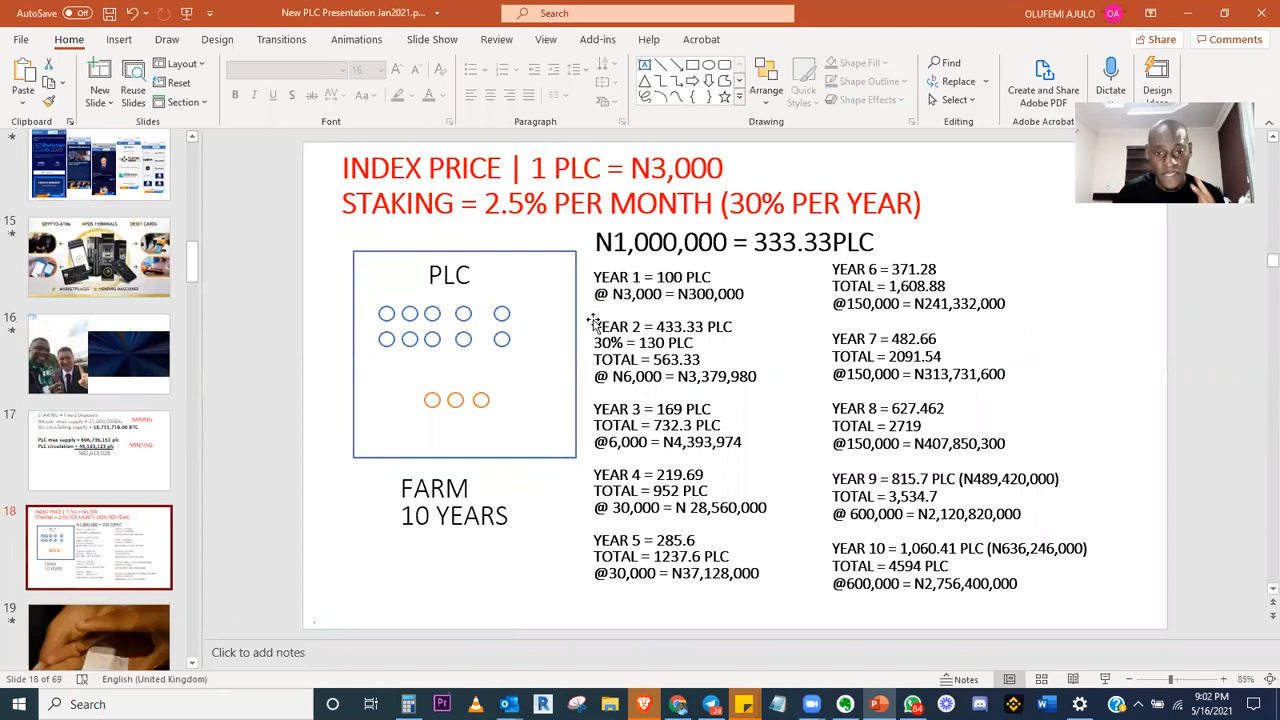 AutoSave
Off
New PLC Presentation
Search
File
Home
Insert
Draw
Design
Transitions
Animations
Slide Show
Review
View
Add-ins
Help
Acrobat
Share
Comments
Paste
New
Slide
Reuse
Slides
Layout
Reset
Section
16
Arrange
Quick
Styles
Shape Fill
Shape Outline
Shape Effects
Find
Replace
Select
Create and Share
Adobe PDF
Dictate
Design
Clipboard
Slides
Font
Paragraph
Drawing
Editing
Adobe Acrobat
15
16
17
18
19
INDEX PRICE | 1 PLC = N3,000
STAKING = 2.5% PER MONTH (30% PER YEAR)
N1,000,000 = 333.33PLC
PLC
FARM
10 YEARS
YEAR 1 = 100 PLC
@ N3,000 = N300,000
YEAR 2 = 433.33 PLC
30% = 130 PLC
TOTAL = 563.33
@ N6,000 = N3,379,980
YEAR 3 = 169 PLC
TOTAL = 732.3 PLC
@6,000 = N4,393,974
YEAR 4 = 219.69
TOTAL = 952 PLC
@ 30,000 = N 28,560,000
YEAR 5 = 285.6
TOTAL = 1237.6 PLC
@30,000 = N37,128,000
YEAR 6 = 371.28
TOTAL = 1,608.88
@150,000 = N241,332,000
YEAR 7 = 482.66
TOTAL = 2091.54
@150,000 = N313,731,600
YEAR 8 = 627.462
TOTAL = 2719
@150,000 = N407,850,300
YEAR 9 = 815.7 PLC (N489,420,000)
TOTAL = 3,534.7
@ 600,000 = N2,120,820,000
YEAR 10 = 1,060.41 PLC (N636,246,000)
TOTAL = 4594 PLC
@600,000 = N2,756,400,000
Click to add notes
Slide 18 of 69
English (United Kingdom)
Notes
85%
Search
9:02 PM
5/16/2021